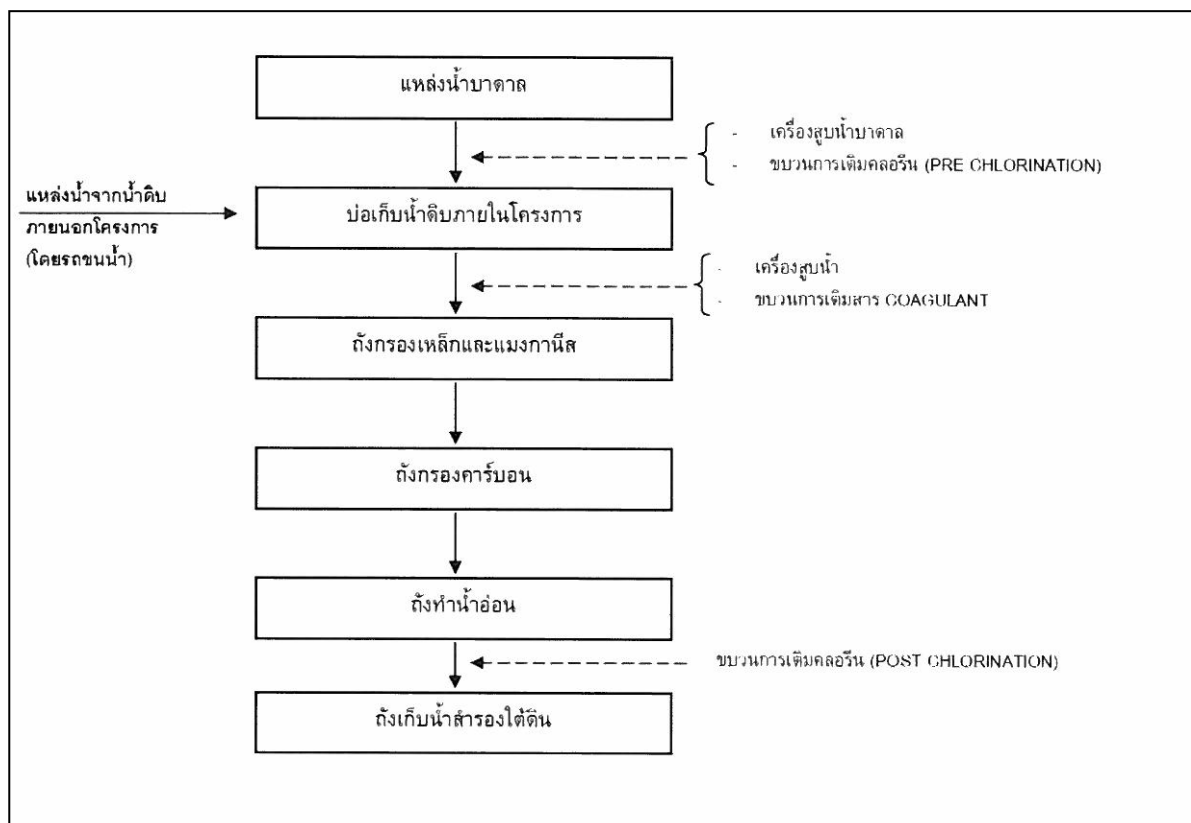 แหล่งน้ำบาดาล
- เครื่องสูบน้ำบาดาล
- ขบวนการเติมคลอรีน (PRE CHLORINATION)
แหล่งน้ำจากน้ำดิบ
ภายนอกโครงการ
(โดยรถขนน้ำ)
บ่อเก็บน้ำดิบภายในโครงการ
- เครื่องสูบน้ำ
- ขบวนการเติมสาร COAGULANT
ถังกรองเหล็กและแมงกานีส
ถังกรองคาร์บอน
ถังทำน้ำอ่อน
ขบวนการเติมคลอรีน (POST CHLORINATION)
ถังเก็บน้ำสำรองใต้ดิน